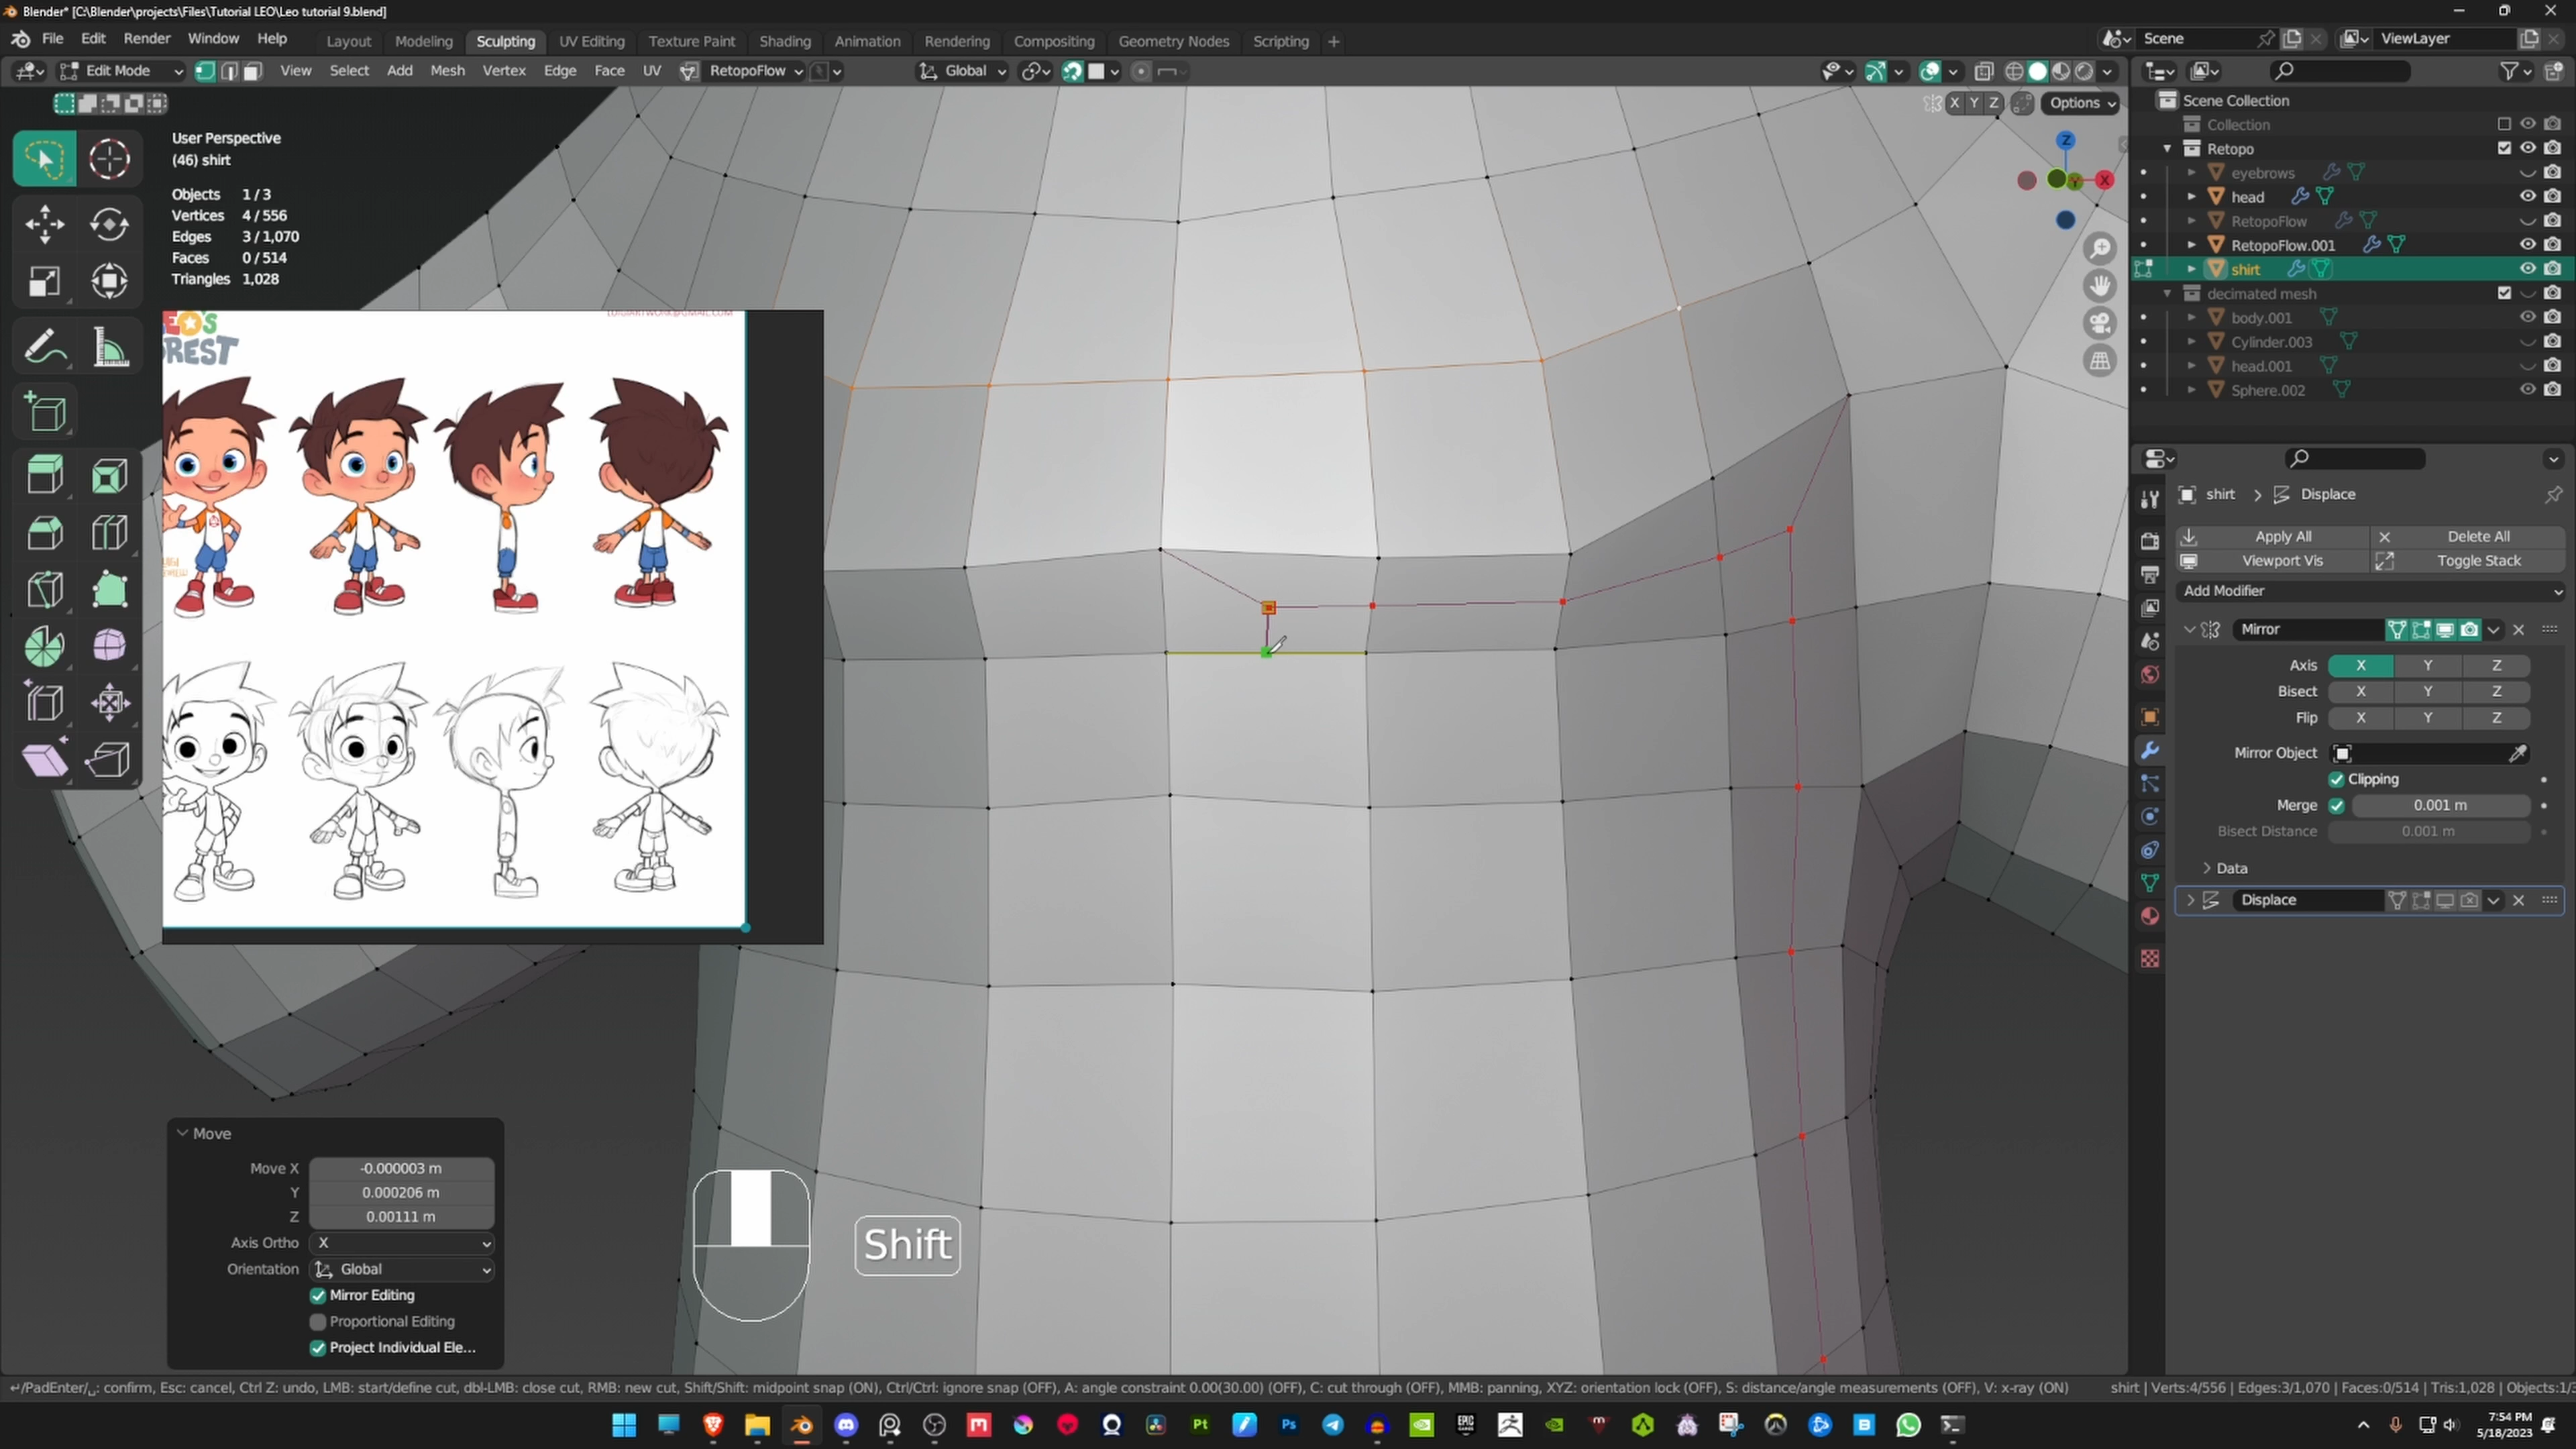 Blender* [C:\Blender\projects\Files\Tutorial LEO\Leo tutorial 9.blend]
File Edit Render Window Help
Layout Modeling Sculpting UV Editing Texture Paint Shading Animation Rendering Compositing Geometry Nodes Scripting +
Scene
ViewLayer
Edit Mode
View Select Add Mesh Vertex Edge Face UV
RetopoFlow
Global
X Y Z
Options
User Perspective
(46) shirt
Objects 1 / 3
Vertices 4 / 556
Edges 3 / 1,070
Faces 0 / 514
Triangles 1,028
Z
X
Scene Collection
Collection
Retopo
eyebrows
head
RetopoFlow
RetopoFlow.001
shirt
decimated mesh
body.001
Cylinder.003
head.001
Sphere.002
shirt > Displace
Apply All
Delete All
Viewport Vis
Toggle Stack
Add Modifier
Mirror
Axis X Y Z
Bisect X Y Z
Flip X Y Z
Mirror Object
Clipping
Merge 0.001 m
Bisect Distance 0.001 m
Data
Displace
Move
Move X -0.000003 m
Y 0.000206 m
Z 0.00111 m
Axis Ortho X
Orientation Global
Mirror Editing
Proportional Editing
Project Individual Ele...
Shift
PadEnter/␣: confirm, Esc: cancel, Ctrl Z: undo, LMB: start/define cut, dbl-LMB: close cut, RMB: new cut, Shift/Shift: midpoint snap (ON), Ctrl/Ctrl: ignore snap (OFF), A: angle constraint 0.00(30.00) (OFF), C: cut through (OFF), MMB: panning, XYZ: orientation lock (OFF), S: distance/angle measurements (OFF), V: x-ray (ON)
shirt | Verts:4/556 | Edges:3/1,070 | Faces:0/514 | Tris:1,028 | Objects:1/
Pt
Ps
EPIC GAMES
7:54 PM
5/18/2023